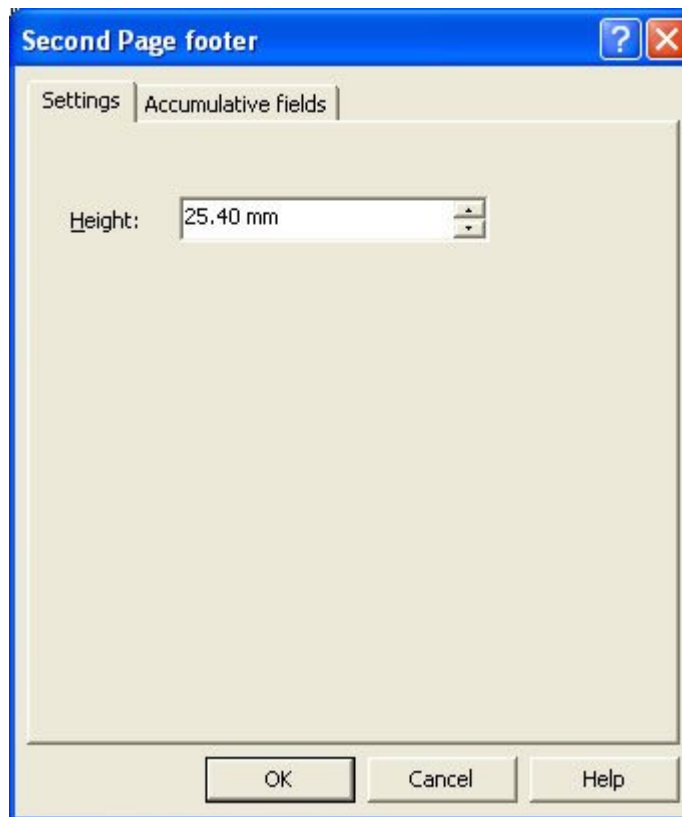 Second Page footer
Settings Accumulative fields
Height: 25.40 mm
OK Cancel Help